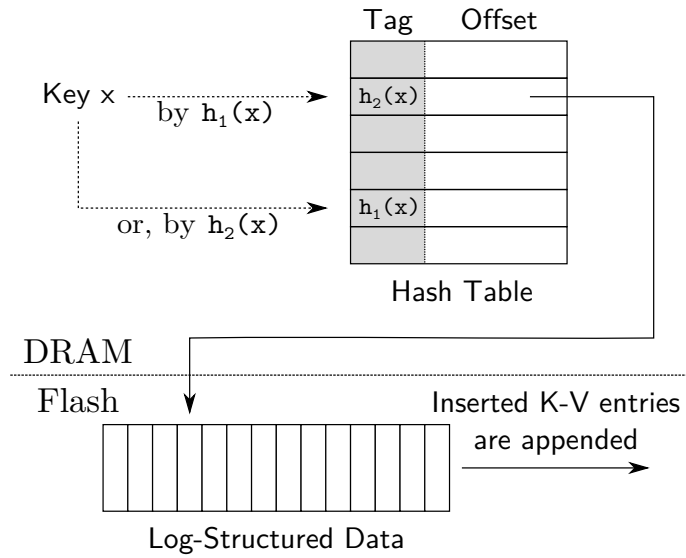 Tag Offset
Key x
by h₁(x)
h₂(x)
or, by h₂(x)
h₁(x)
Hash Table
DRAM
Flash
Inserted K-V entries
are appended
Log-Structured Data